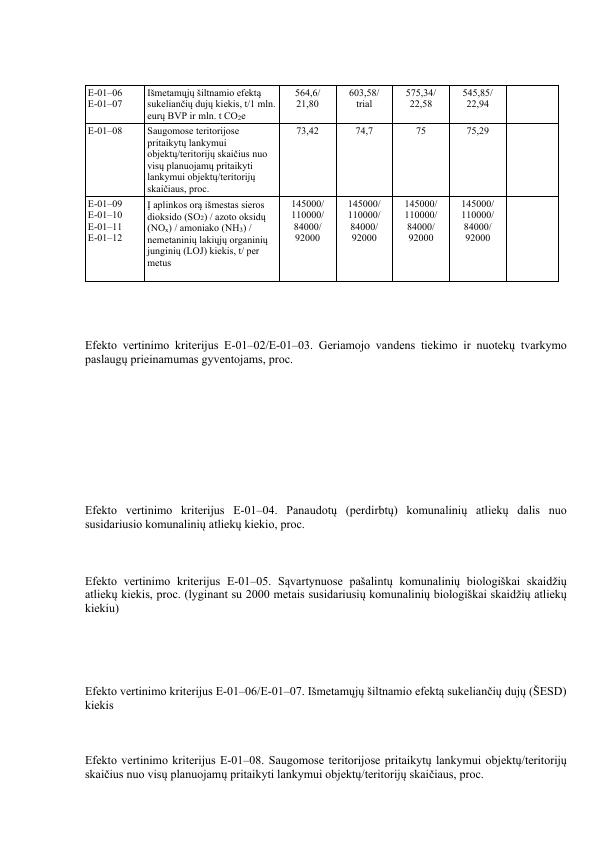 E-01–06 Išmetamųjų šiltnamio efektą 564,6/ 603,58/ 575,34/ 545,85/
E-01–07 sukeliančių dujų kiekis, t/1 mln. 21,80 trial 22,58 22,94
eurų BVP ir mln. t CO₂e
E-01–08 Saugomose teritorijose 73,42 74,7 75 75,29
pritaikytų lankymui
objektų/teritorijų skaičius nuo
visų planuojamų pritaikyti
lankymui objektų/teritorijų
skaičiaus, proc.
E-01–09 Į aplinkos orą išmestas sieros 145000/ 145000/ 145000/ 145000/
E-01–10 dioksido (SO₂) / azoto oksidų 110000/ 110000/ 110000/ 110000/
E-01–11 (NOₓ) / amoniako (NH₃) / 84000/ 84000/ 84000/ 84000/
E-01–12 nemetaninių lakiųjų organinių 92000 92000 92000 92000
junginių (LOJ) kiekis, t/ per
metus
Efekto vertinimo kriterijus E-01–02/E-01–03. Geriamojo vandens tiekimo ir nuotekų tvarkymo
paslaugų prieinamumas gyventojams, proc.
Efekto vertinimo kriterijus E-01–04. Panaudotų (perdirbtų) komunalinių atliekų dalis nuo
susidariusio komunalinių atliekų kiekio, proc.
Efekto vertinimo kriterijus E-01–05. Sąvartynuose pašalintų komunalinių biologiškai skaidžių
atliekų kiekis, proc. (lyginant su 2000 metais susidariusių komunalinių biologiškai skaidžių atliekų
kiekiu)
Efekto vertinimo kriterijus E-01–06/E-01–07. Išmetamųjų šiltnamio efektą sukeliančių dujų (ŠESD)
kiekis
Efekto vertinimo kriterijus E-01–08. Saugomose teritorijose pritaikytų lankymui objektų/teritorijų
skaičius nuo visų planuojamų pritaikyti lankymui objektų/teritorijų skaičiaus, proc.